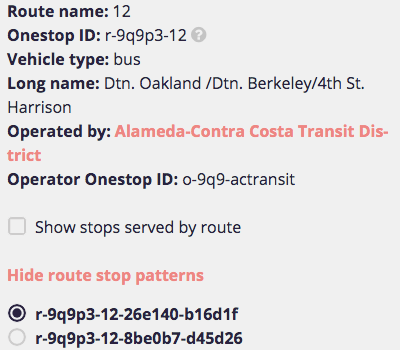 Route name: 12
Onestop ID: r-9q9p3-12 ?
Vehicle type: bus
Long name: Dtn. Oakland /Dtn. Berkeley/4th St.
Harrison
Operated by: Alameda-Contra Costa Transit Dis-
trict
Operator Onestop ID: o-9q9-actransit
Show stops served by route
Hide route stop patterns
r-9q9p3-12-26e140-b16d1f
r-9q9p3-12-8be0b7-d45d26